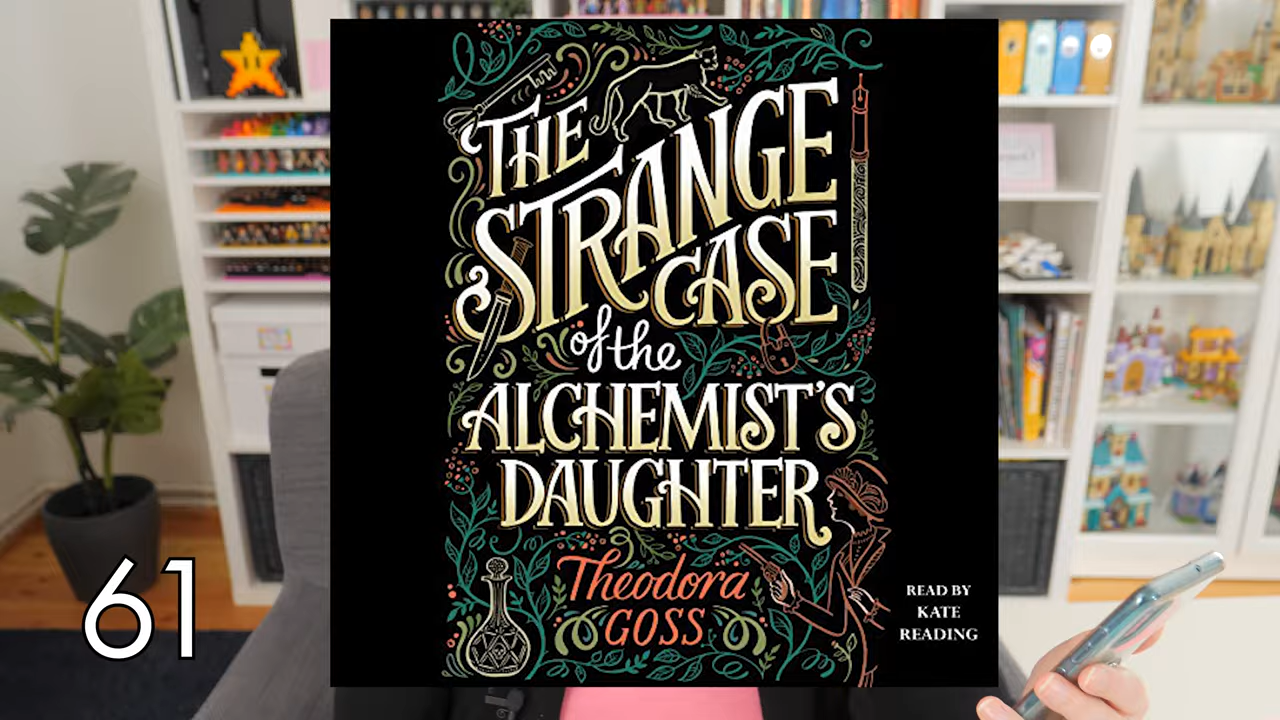 THE
STRANGE
CASE
of the
ALCHEMIST'S
DAUGHTER
Theodora
GOSS
READ BY
KATE
READING
61